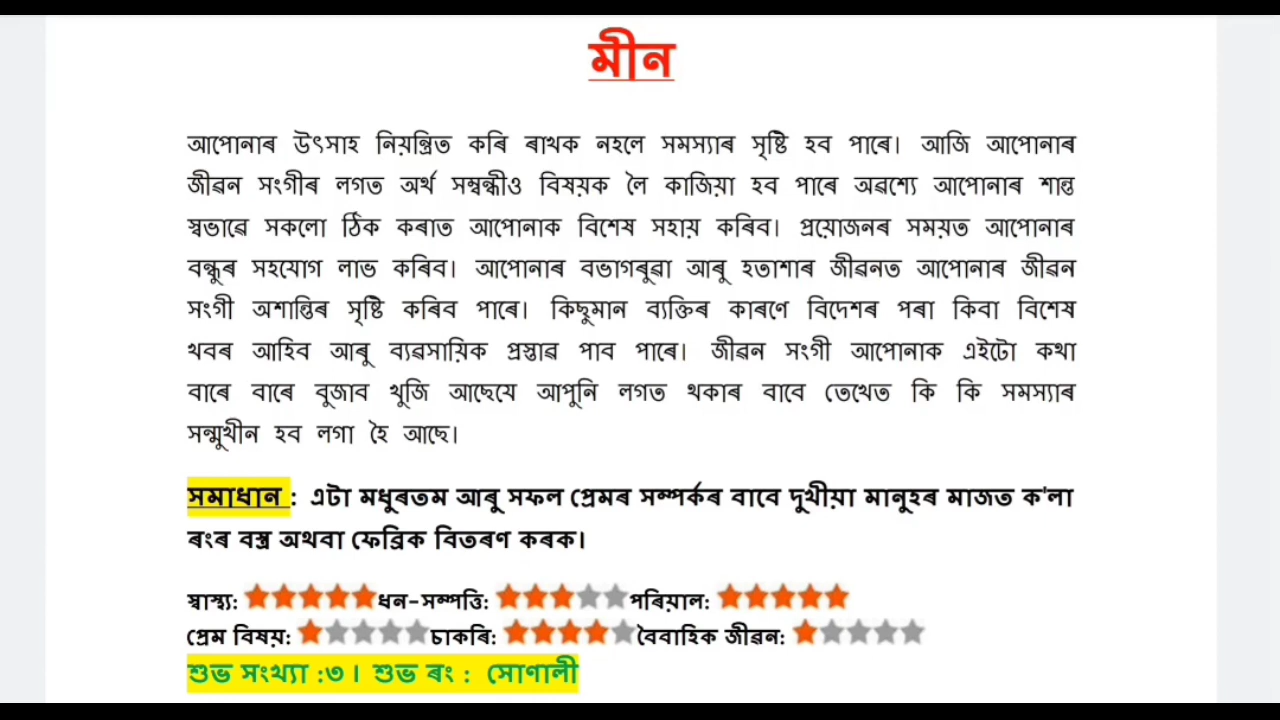 মীন
আপোনাৰ উৎসাহ নিয়ন্ত্ৰিত কৰি ৰাখক নহলে সমস্যাৰ সৃষ্টি হব পাৰে। আজি আপোনাৰ
জীৱন সংগীৰ লগত অৰ্থ সম্বন্ধীও বিষয়ক লৈ কাজিয়া হব পাৰে অৱশ্যে আপোনাৰ শান্ত
স্বভাৱে সকলো ঠিক কৰাত আপোনাক বিশেষ সহায় কৰিব। প্ৰয়োজনৰ সময়ত আপোনাৰ
বন্ধুৰ সহযোগ লাভ কৰিব। আপোনাৰ বভাগৰুৱা আৰু হতাশাৰ জীৱনত আপোনাৰ জীৱন
সংগী অশান্তিৰ সৃষ্টি কৰিব পাৰে। কিছুমান ব্যক্তিৰ কাৰণে বিদেশৰ পৰা কিবা বিশেষ
খবৰ আহিব আৰু ব্যৱসায়িক প্ৰস্তাৱ পাব পাৰে। জীৱন সংগী আপোনাক এইটো কথা
বাৰে বাৰে বুজাব খুজি আছেযে আপুনি লগত থকাৰ বাবে তেখেত কি কি সমস্যাৰ
সন্মুখীন হব লগা হৈ আছে।
সমাধান : এটা মধুৰতম আৰু সফল প্ৰেমৰ সম্পৰ্কৰ বাবে দুখীয়া মানুহৰ মাজত ক'লা
ৰংৰ বস্ত্ৰ অথবা ফেব্ৰিক বিতৰণ কৰক।
স্বাস্থ্য: ধন-সম্পত্তি: পৰিয়াল:
প্ৰেম বিষয়: চাকৰি: বৈবাহিক জীৱন:
শুভ সংখ্যা :৩। শুভ ৰং : সোণালী